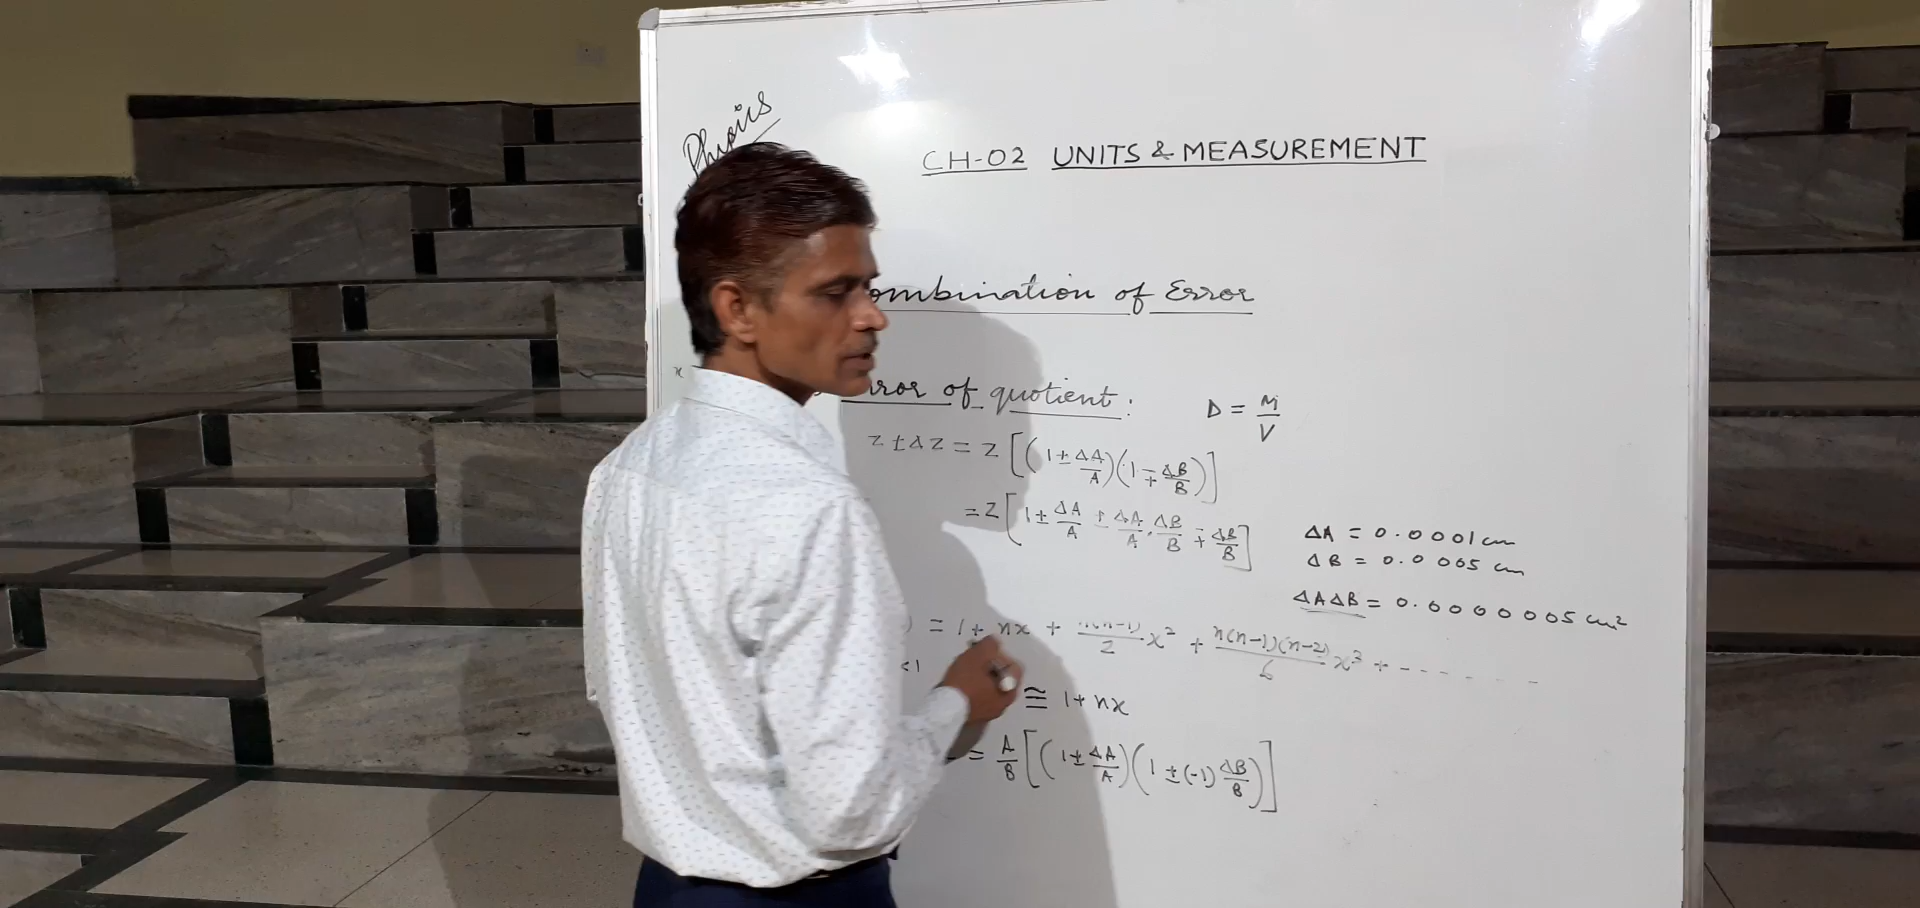 Physics
CH-02 UNITS & MEASUREMENT
ombination of Error
rror of quotient:
D = M/V
Z ± ΔZ = Z [(1 ± ΔA/A)(1 ∓ ΔB/B)]
= Z [1 ± ΔA/A ± ΔA/A · ΔB/B ∓ ΔB/B]
ΔA = 0.0001 cm
ΔB = 0.0005 cm
ΔAΔB = 0.00000005 cm²
) = 1 + nx + n(n-1)/2 x² + n(n-1)(n-2)/6 x³ + - - - - - - -
<1
≅ 1 + nx
= A/B [(1 ± ΔA/A)(1 ± (-1) ΔB/B)]